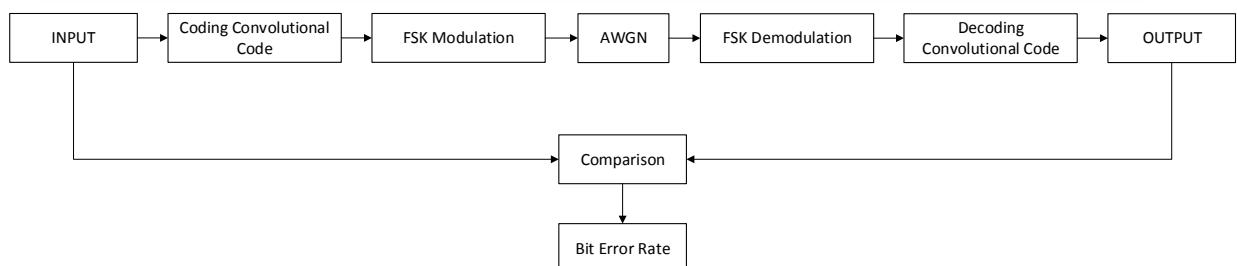 INPUT
Coding Convolutional
Code
FSK Modulation
AWGN
FSK Demodulation
Decoding
Convolutional Code
OUTPUT
Comparison
Bit Error Rate